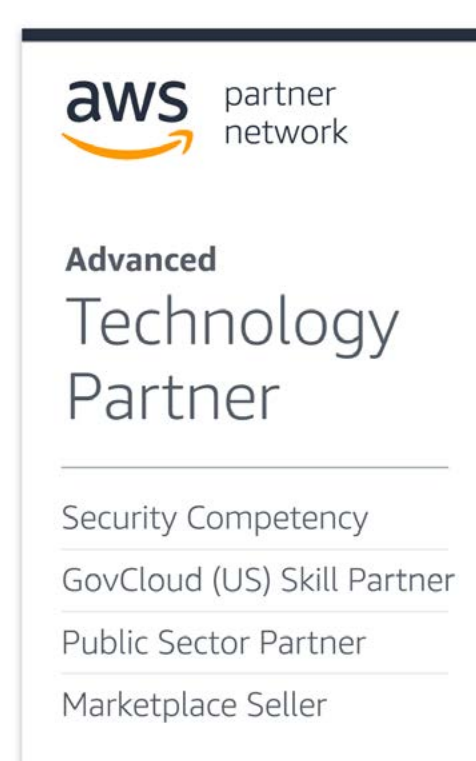 aws partner
network
Advanced
Technology
Partner
Security Competency
GovCloud (US) Skill Partner
Public Sector Partner
Marketplace Seller